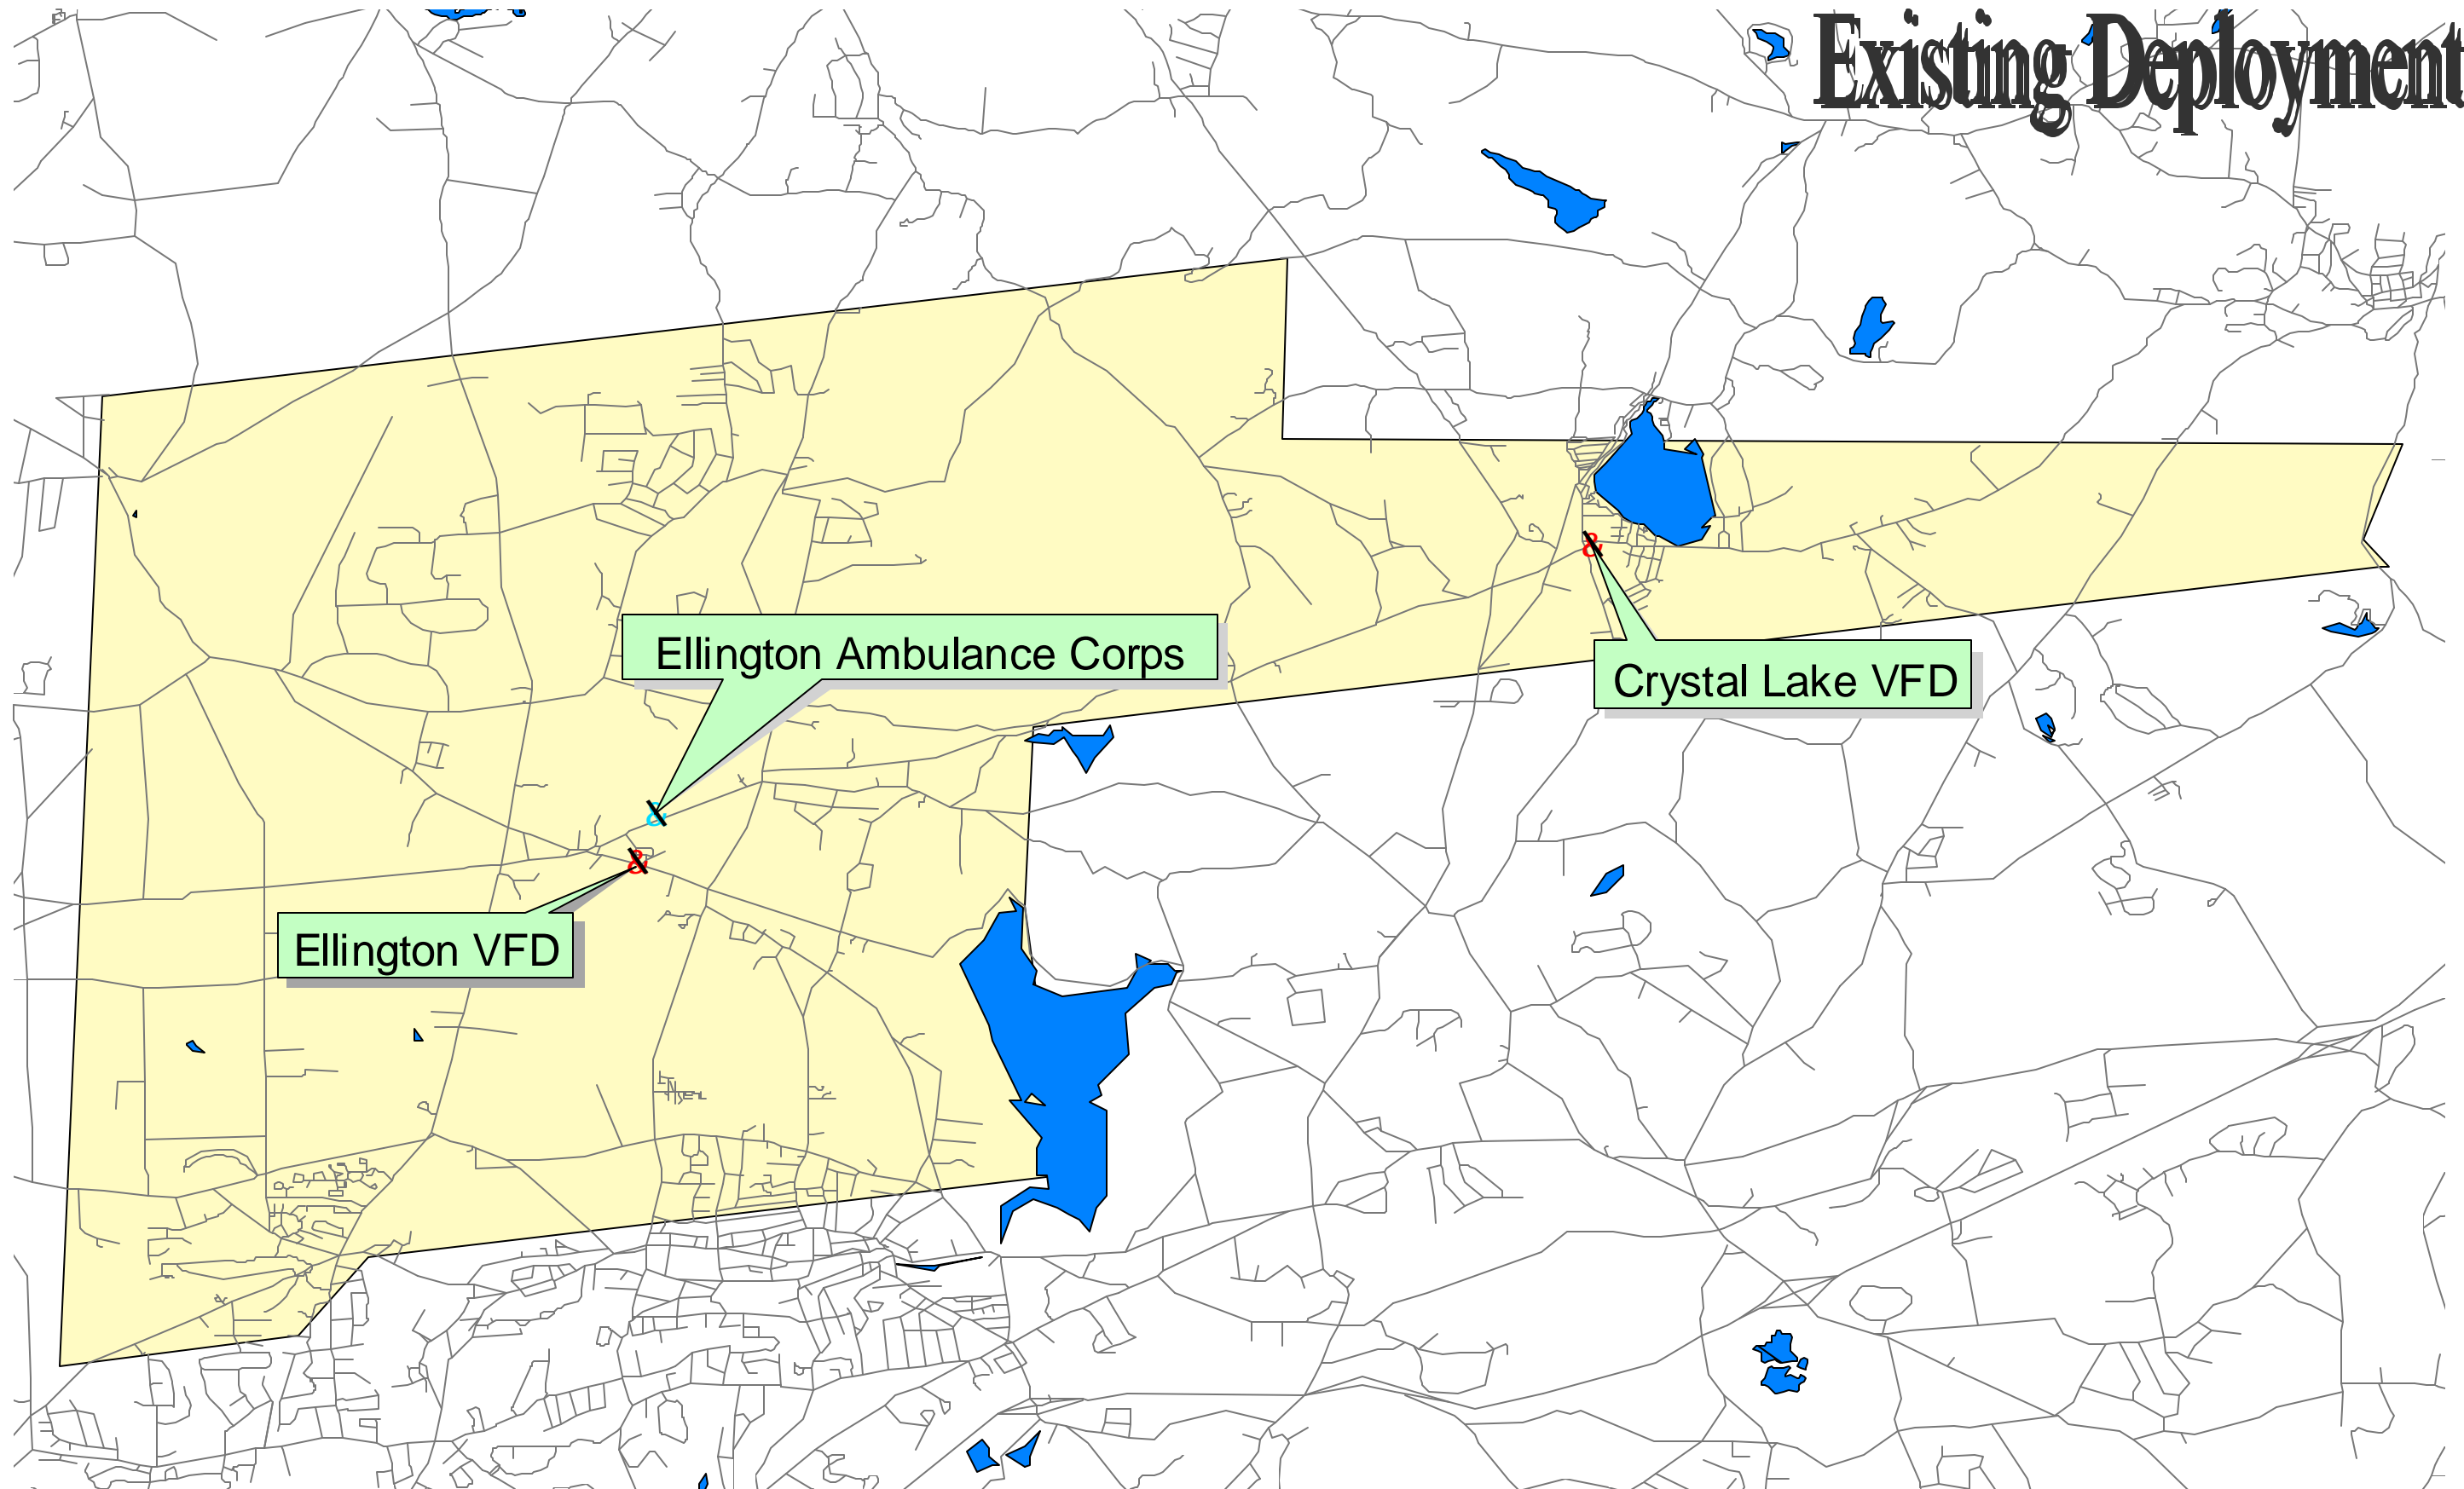 Existing Deployment
Ellington Ambulance Corps
Crystal Lake VFD
&
&
&
Ellington VFD